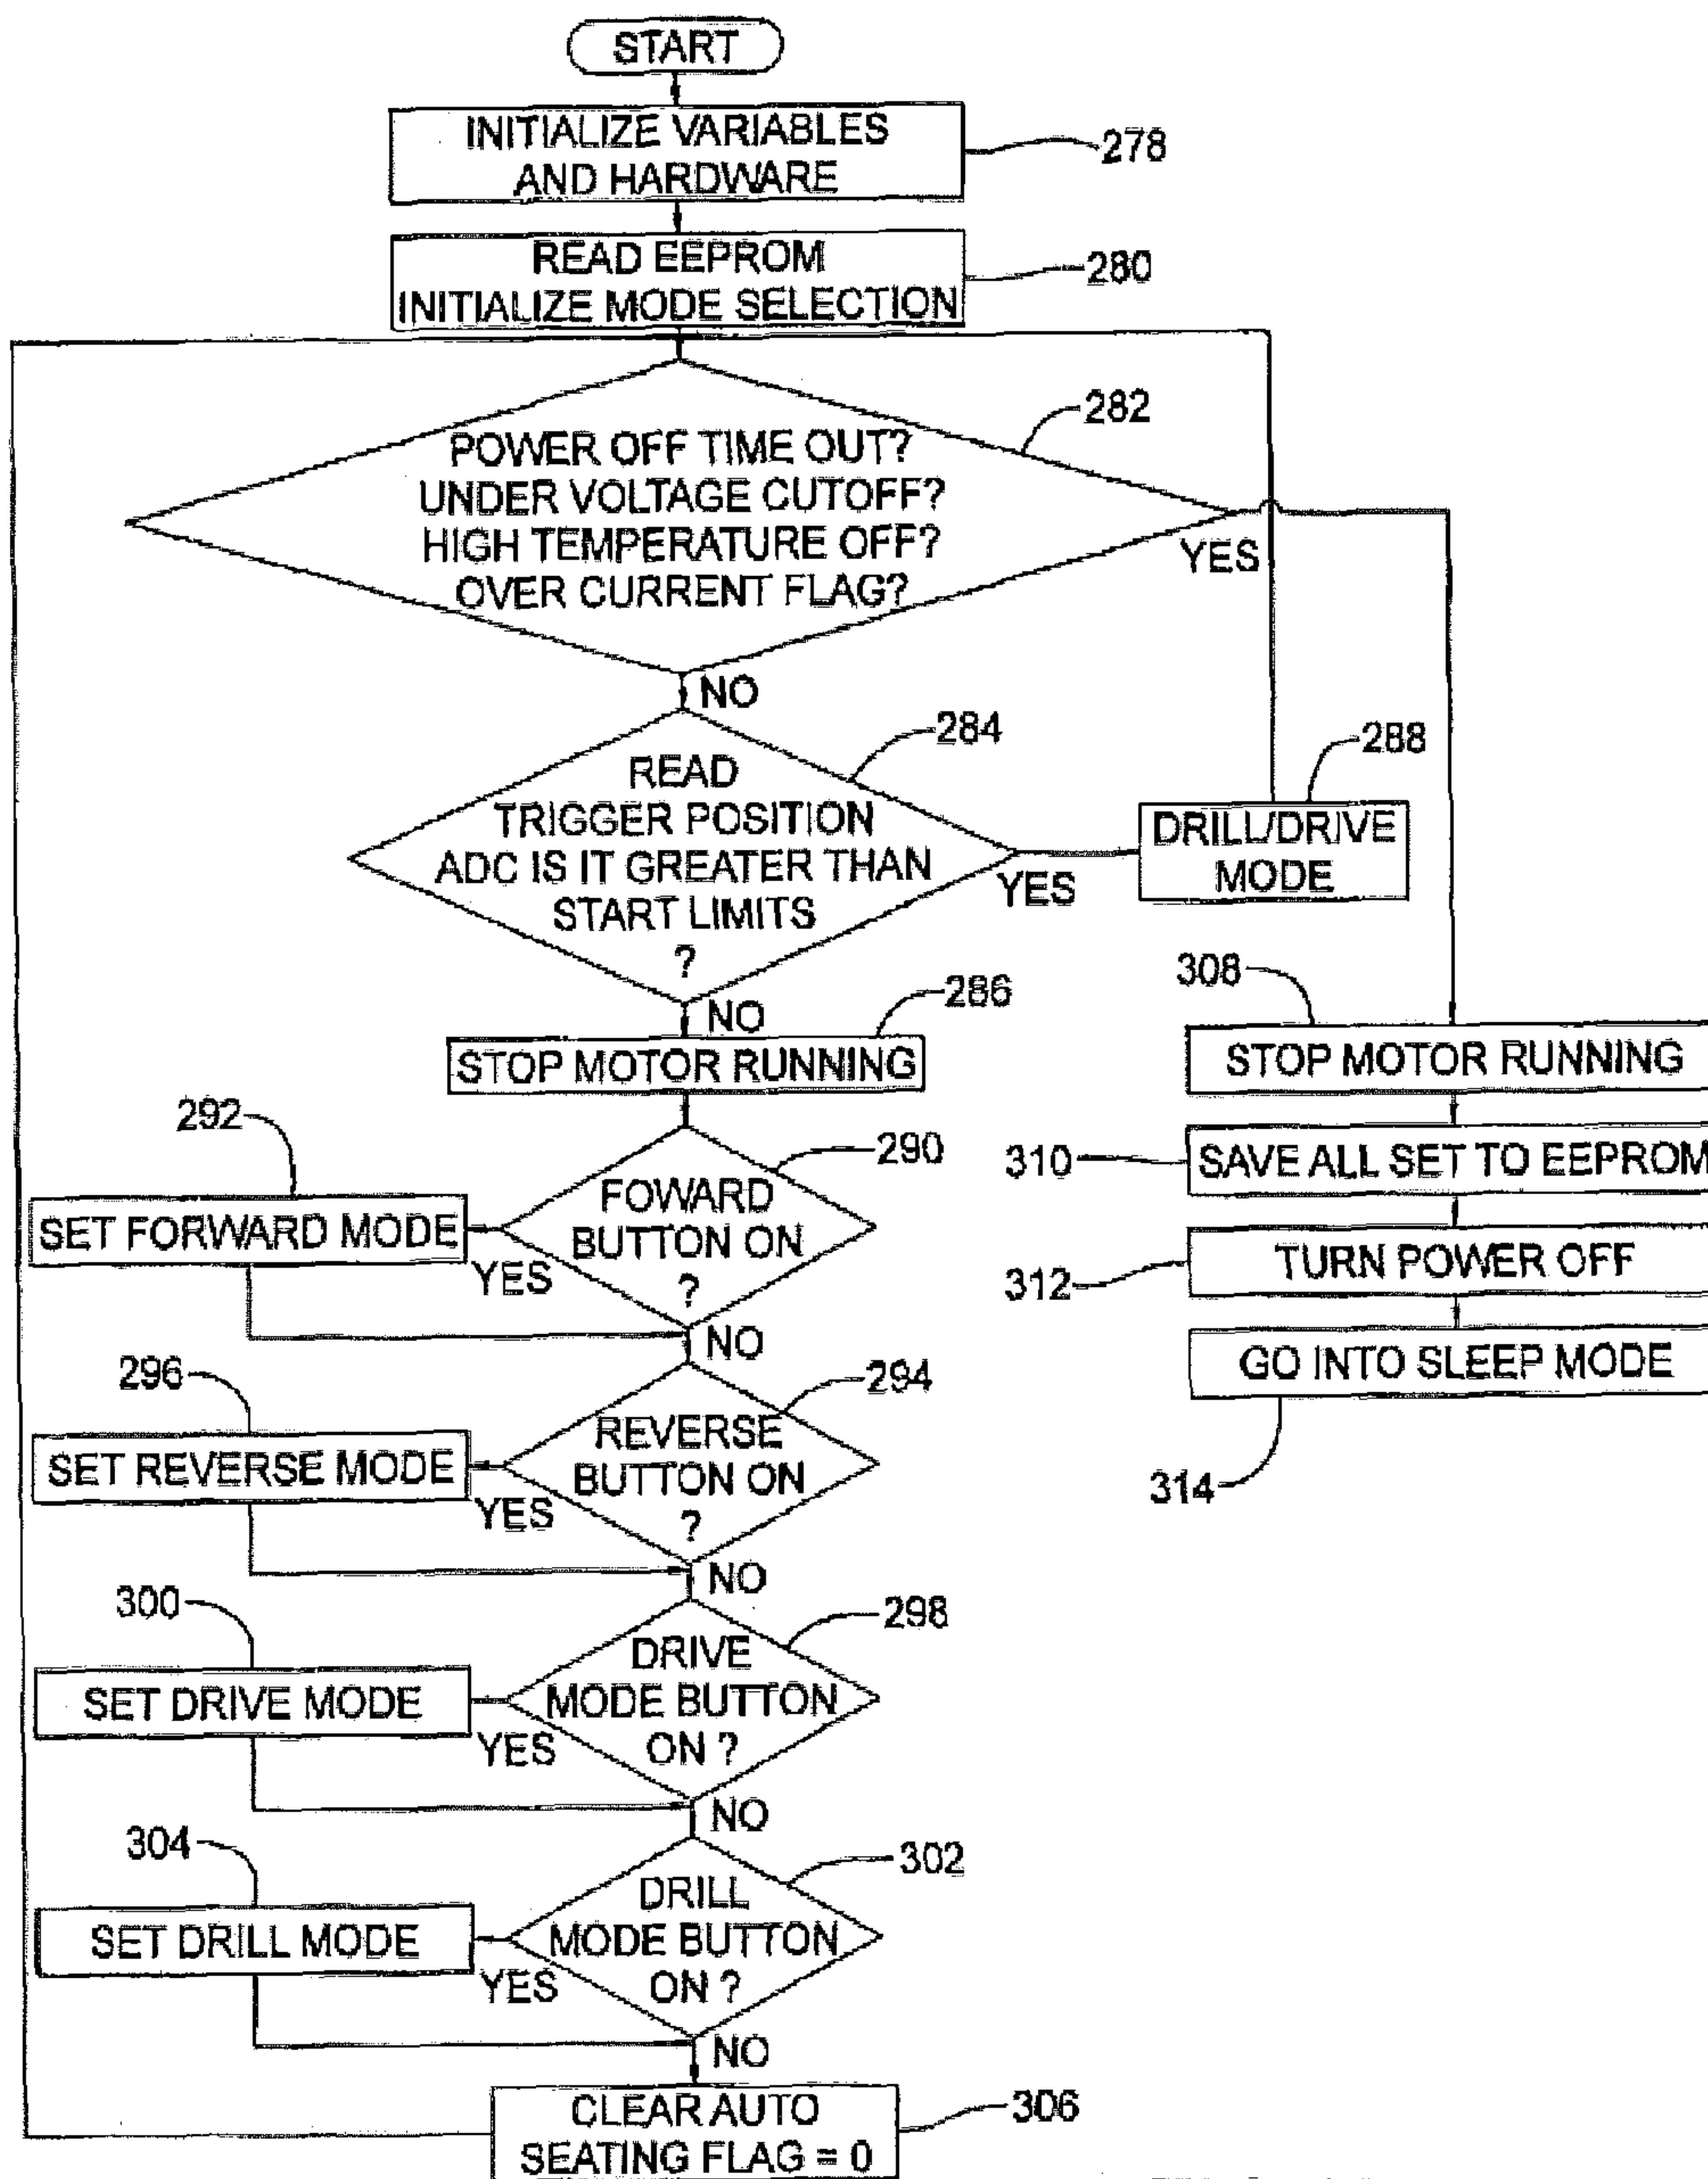 START
INITIALIZE VARIABLES
AND HARDWARE
278
READ EEPROM
INITIALIZE MODE SELECTION
280
282
POWER OFF TIME OUT?
UNDER VOLTAGE CUTOFF?
HIGH TEMPERATURE OFF?
OVER CURRENT FLAG?
YES
NO
284
READ
TRIGGER POSITION
ADC IS IT GREATER THAN
START LIMITS
?
YES
288
DRILL/DRIVE
MODE
NO
286
STOP MOTOR RUNNING
290
FOWARD
BUTTON ON
?
YES
292
SET FORWARD MODE
NO
294
REVERSE
BUTTON ON
?
YES
296
SET REVERSE MODE
NO
298
DRIVE
MODE BUTTON
ON ?
YES
300
SET DRIVE MODE
NO
302
DRILL
MODE BUTTON
ON ?
YES
304
SET DRILL MODE
NO
CLEAR AUTO
SEATING FLAG = 0
306
308
STOP MOTOR RUNNING
310
SAVE ALL SET TO EEPROM
312
TURN POWER OFF
GO INTO SLEEP MODE
314